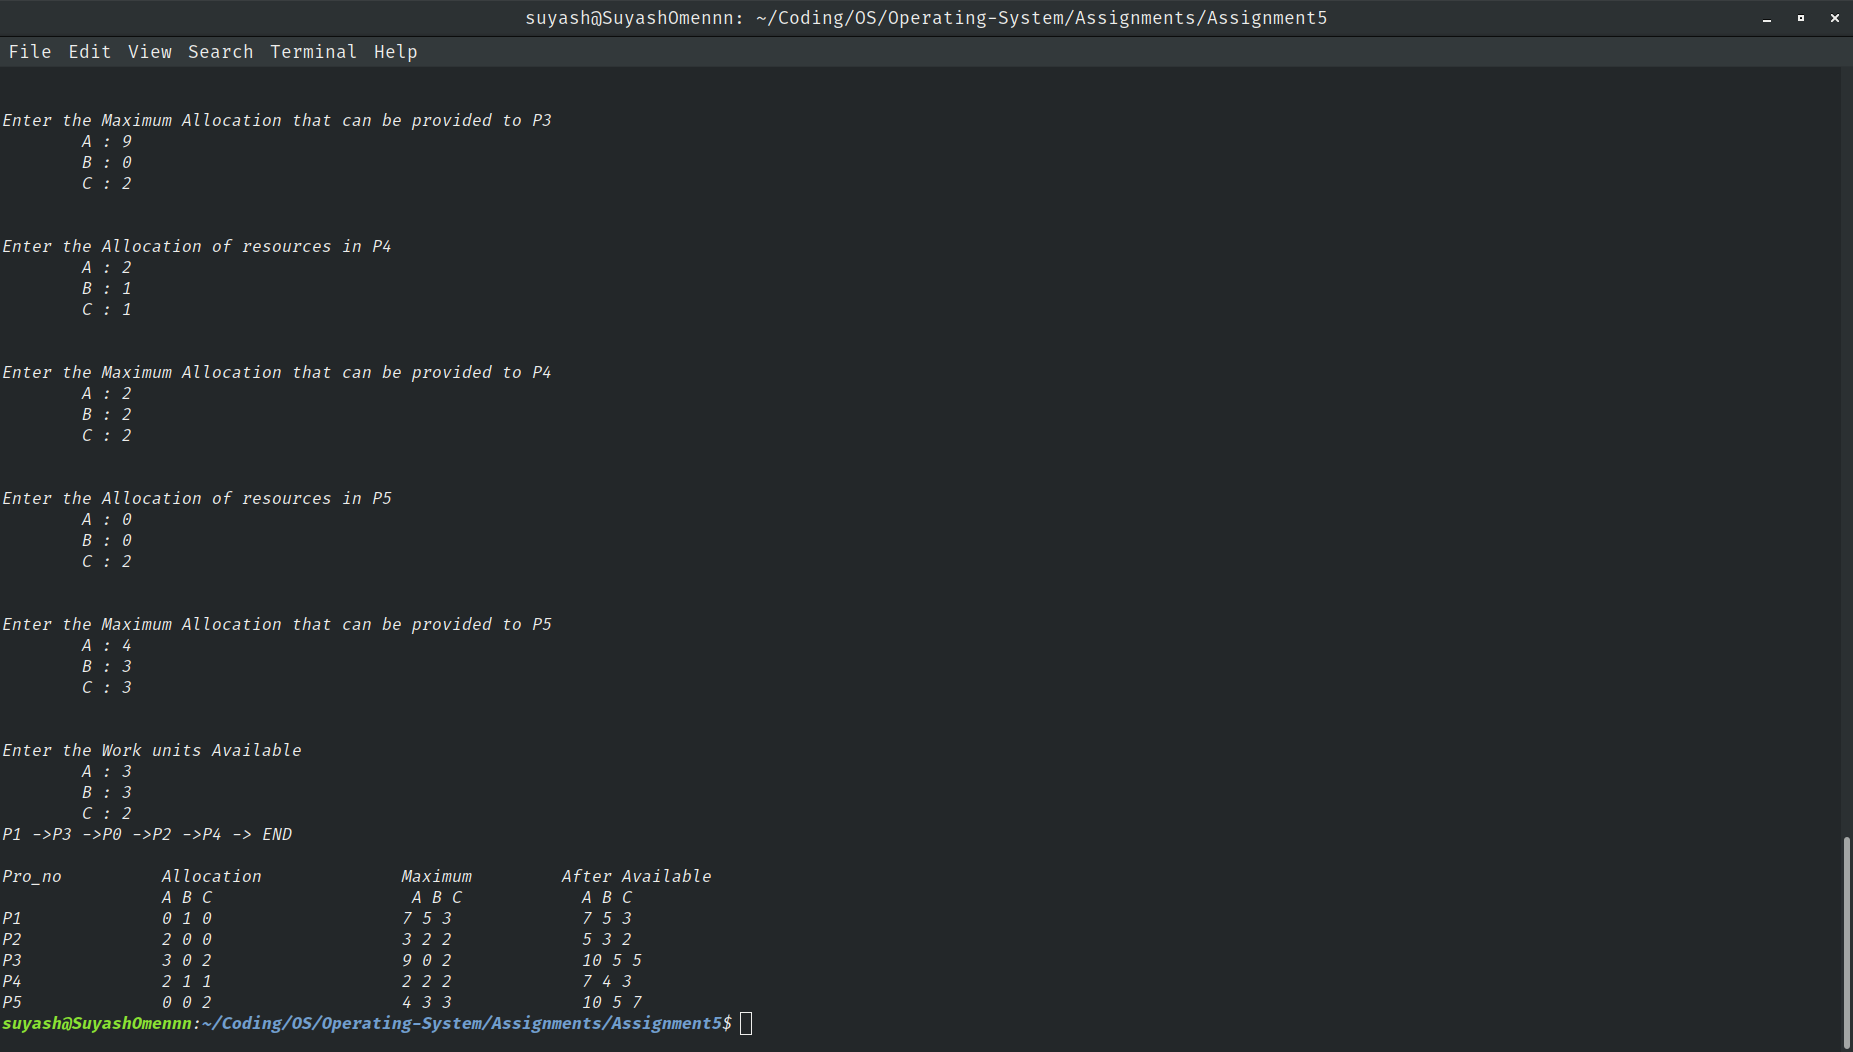 suyash@SuyashOmennn: ~/Coding/OS/Operating-System/Assignments/Assignment5
File Edit View Search Terminal Help
Enter the Maximum Allocation that can be provided to P3
A : 9
B : 0
C : 2
Enter the Allocation of resources in P4
A : 2
B : 1
C : 1
Enter the Maximum Allocation that can be provided to P4
A : 2
B : 2
C : 2
Enter the Allocation of resources in P5
A : 0
B : 0
C : 2
Enter the Maximum Allocation that can be provided to P5
A : 4
B : 3
C : 3
Enter the Work units Available
A : 3
B : 3
C : 2
P1 ->P3 ->P0 ->P2 ->P4 -> END
Pro_no Allocation Maximum After Available
A B C A B C A B C
P1 0 1 0 7 5 3 7 5 3
P2 2 0 0 3 2 2 5 3 2
P3 3 0 2 9 0 2 10 5 5
P4 2 1 1 2 2 2 7 4 3
P5 0 0 2 4 3 3 10 5 7
suyash@SuyashOmennn:~/Coding/OS/Operating-System/Assignments/Assignment5$